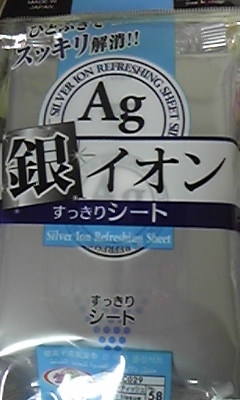 MADE IN
JAPAN
ひとふきで
スッキリ解消!!
SILVER ION REFRESHING SHEET
Ag
銀イオン
すっきりシート
Silver Ion Refreshing Sheet
すっきり
シート
58